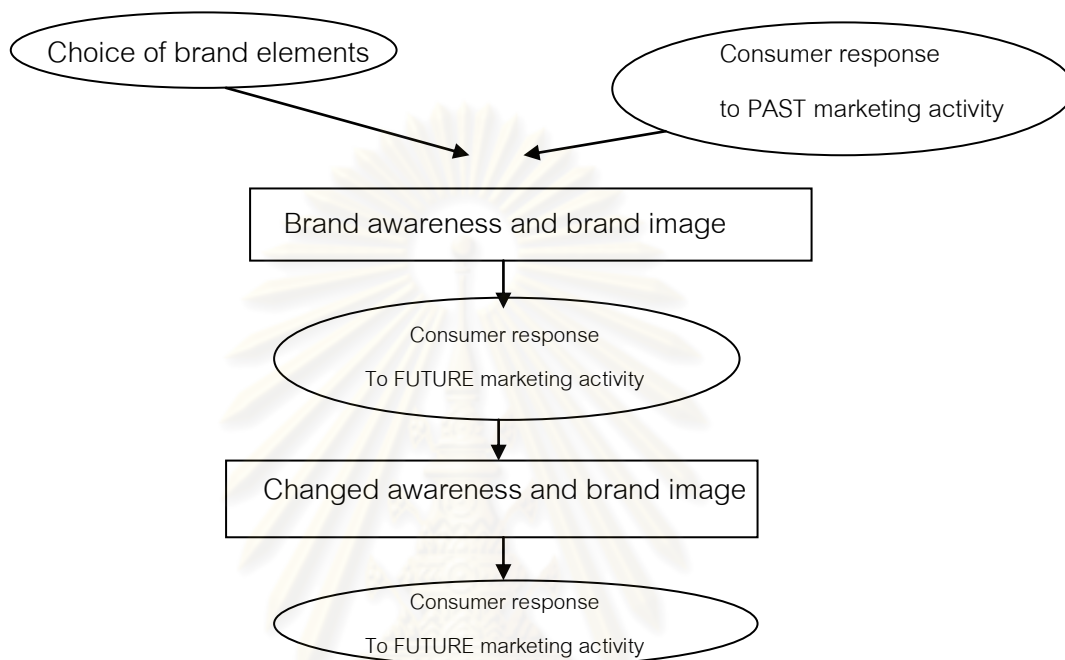 Choice of brand elements
Consumer response
to PAST marketing activity
Brand awareness and brand image
Consumer response
To FUTURE marketing activity
Changed awareness and brand image
Consumer response
To FUTURE marketing activity